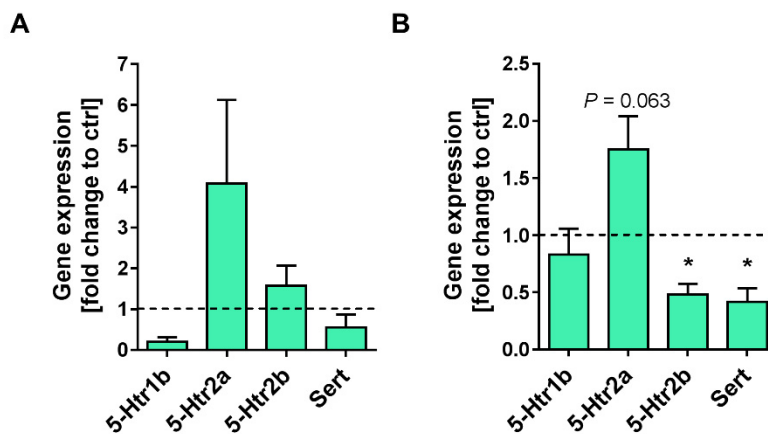 A
Gene expression
[fold change to ctrl]
7
6
5
4
3
2
1
0
5-Htr1b
5-Htr2a
5-Htr2b
Sert
B
Gene expression
[fold change to ctrl]
2.5
2.0
1.5
1.0
0.5
0.0
P = 0.063
*
*
5-Htr1b
5-Htr2a
5-Htr2b
Sert